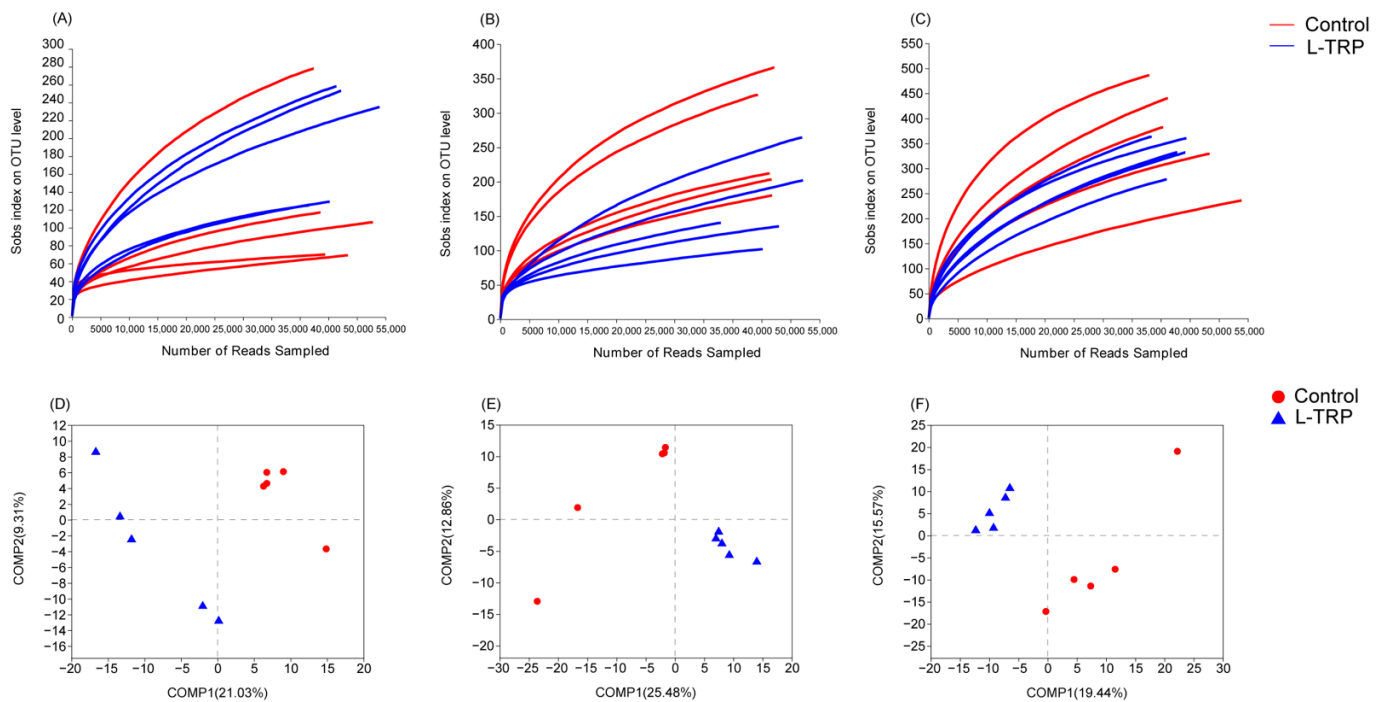 (A)
300
280
260
240
220
200
180
160
140
120
100
80
60
40
20
0
Sobs index on OTU level
0 5000 10,000 15,000 20,000 25,000 30,000 35,000 40,000 45,000 50,000 55,000
Number of Reads Sampled
(B)
400
350
300
250
200
150
100
50
0
Sobs index on OTU level
0 5000 10,000 15,000 20,000 25,000 30,000 35,000 40,000 45,000 50,000 55,000
Number of Reads Sampled
(C)
550
500
450
400
350
300
250
200
150
100
50
0
Sobs index on OTU level
0 5000 10,000 15,000 20,000 25,000 30,000 35,000 40,000 45,000 50,000 55,000
Number of Reads Sampled
Control
L-TRP
(D)
12
10
8
6
4
2
0
−2
−4
−6
−8
−10
−12
−14
−16
COMP2(9.31%)
−20 −15 −10 −5 0 5 10 15 20
COMP1(21.03%)
(E)
15
10
5
0
−5
−10
−15
−20
COMP2(12.86%)
−30 −25 −20 −15 −10 −5 0 5 10 15 20
COMP1(25.48%)
(F)
25
20
15
10
5
0
−5
−10
−15
−20
−25
COMP2(15.57%)
−20 −15 −10 −5 0 5 10 15 20 25 30
COMP1(19.44%)
Control
L-TRP